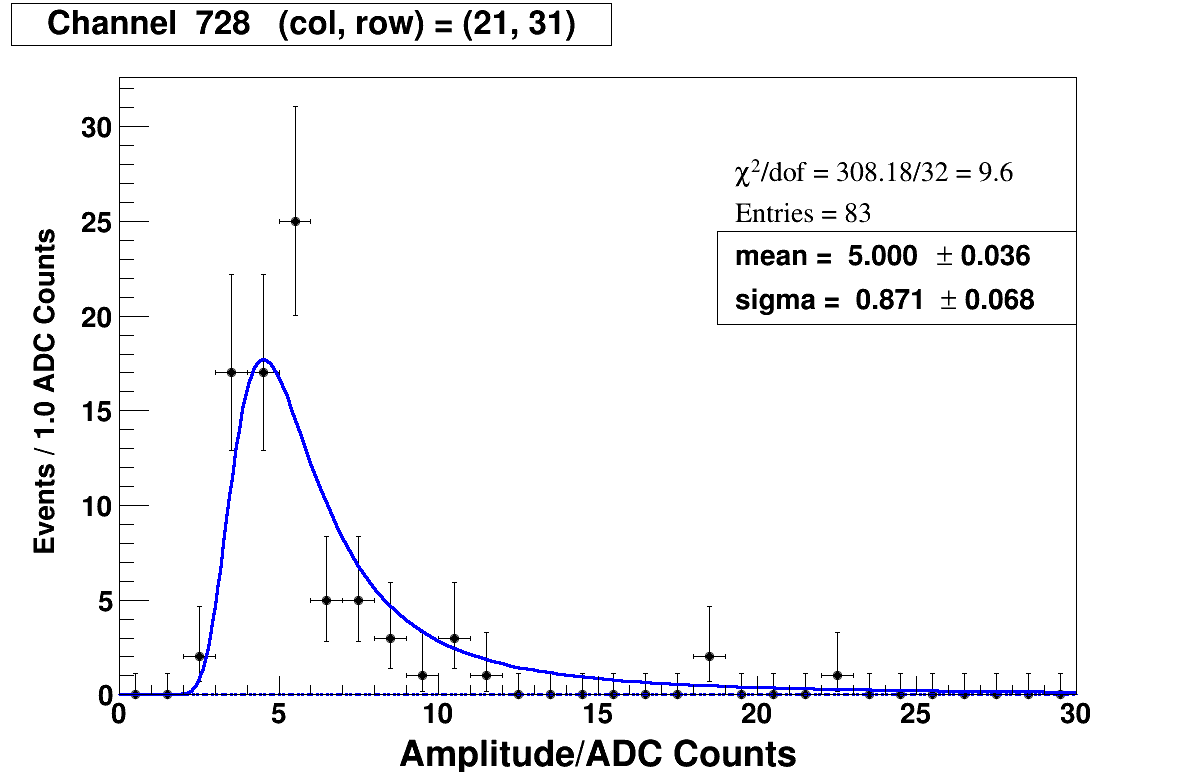 Channel 728 (col, row) = (21, 31)
30
25
20
15
10
5
0
Events / 1.0 ADC Counts
χ²/dof = 308.18/32 = 9.6
Entries = 83
mean = 5.000 ± 0.036
sigma = 0.871 ± 0.068
0 5 10 15 20 25 30
Amplitude/ADC Counts